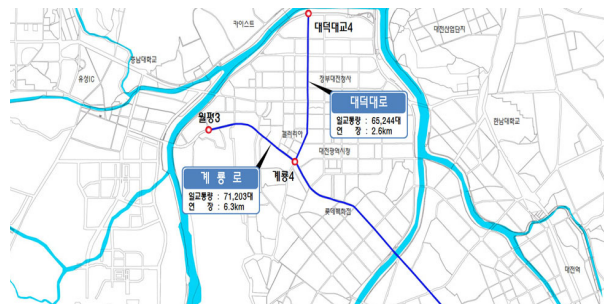 카이스트
대덕대교4
대전산업단지
충남대학교
유성IC
정부대전청사
대덕대로
일교통량 : 65,244대
연 장 : 2.6km
월평3
갤러리아
한남대학교
대전광역시청
계룡로
일교통량 : 71,203대
연 장 : 6.3km
계룡4
롯데백화점
대전역